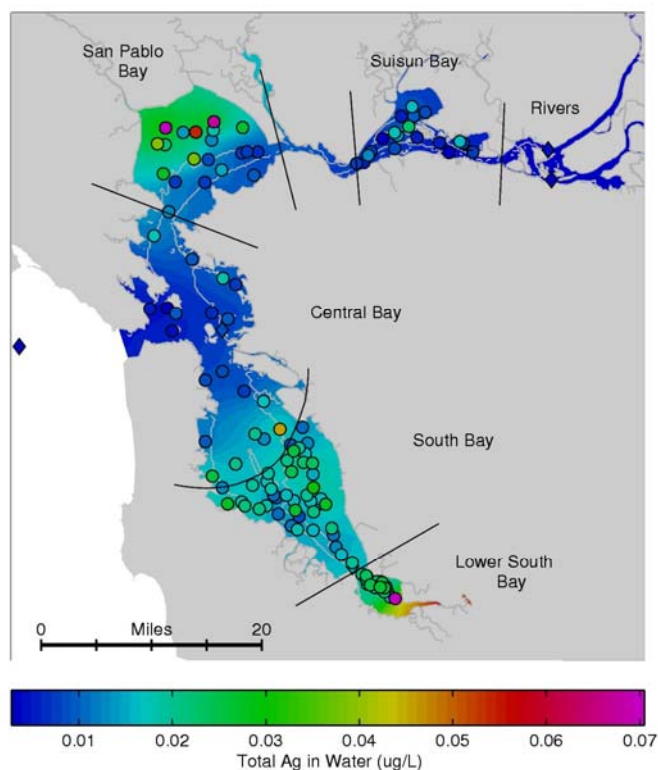 San Pablo
Bay
Suisun Bay
Rivers
Central Bay
South Bay
Lower South
Bay
0 Miles 20
0.01 0.02 0.03 0.04 0.05 0.06 0.07
Total Ag in Water (ug/L)